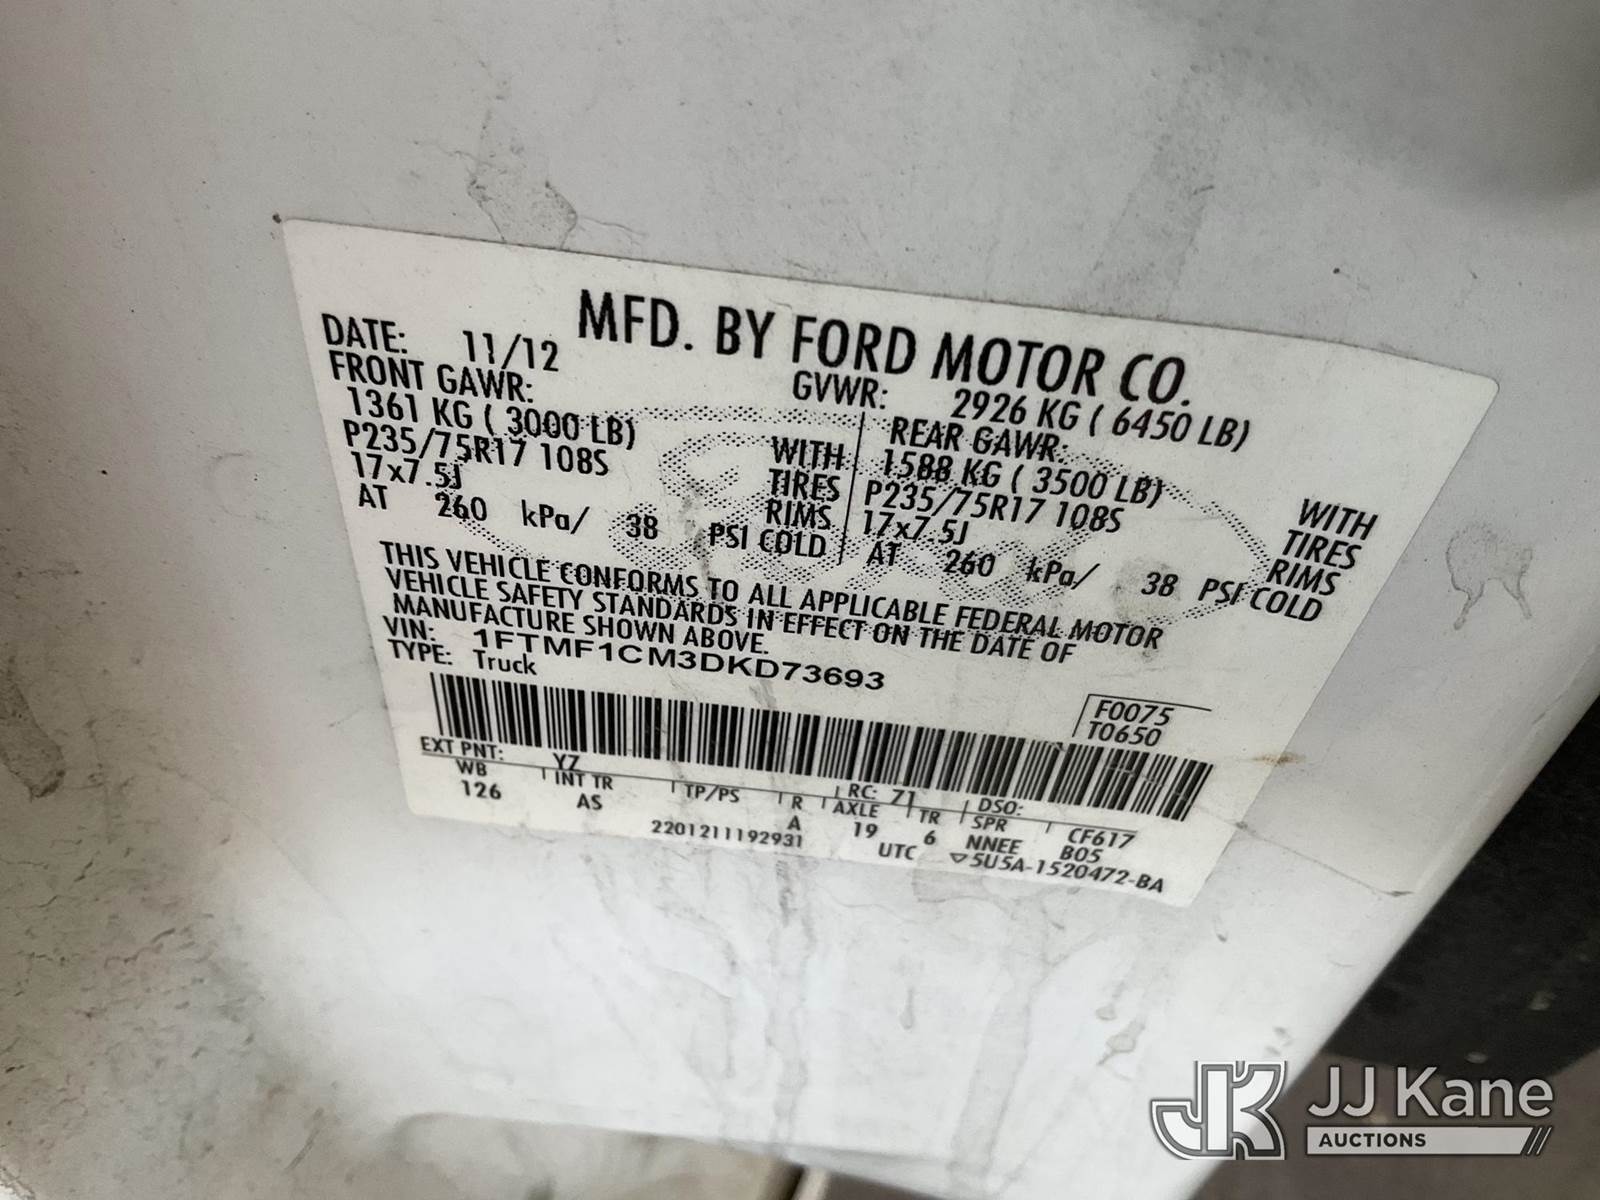 MFD. BY FORD MOTOR CO.
DATE: 11/12
GVWR: 2926 KG ( 6450 LB)
FRONT GAWR:
1361 KG ( 3000 LB)
P235/75R17 108S
17x7.5J
AT 260 kPa/ 38 PSI COLD
WITH
TIRES
RIMS
REAR GAWR:
1588 KG ( 3500 LB)
P235/75R17 108S
17x7.5J
AT 260 kPa/ 38 PSI COLD
WITH
TIRES
RIMS
THIS VEHICLE CONFORMS TO ALL APPLICABLE FEDERAL MOTOR
VEHICLE SAFETY STANDARDS IN EFFECT ON THE DATE OF
MANUFACTURE SHOWN ABOVE.
VIN: 1FTMF1CM3DKD73693
TYPE: Truck
F0075
T0650
EXT PNT: YZ RC: 71 DSO:
WB INT TR TP/PS R AXLE TR SPR CF617
126 AS A 19 6 NNEE B05
2201211192931 UTC ▽5U5A-1520472-BA
JK JJ Kane
AUCTIONS